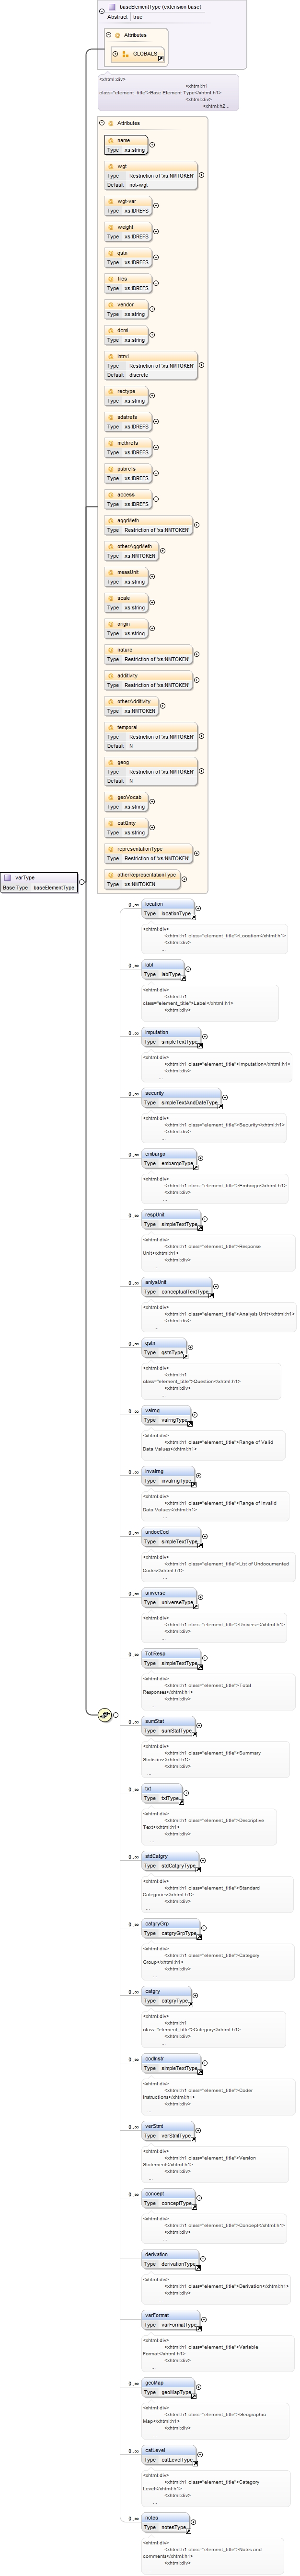 baseElementType (extension base)
Abstract true
Attributes
GLOBALS
<xhtml:div>
<xhtml:h1
class="element_title">Base Element Type</xhtml:h1>
<xhtml:div>
<xhtml:h2...
Attributes
name
Type xs:string
wgt
Type Restriction of 'xs:NMTOKEN'
Default not-wgt
wgt-var
Type xs:IDREFS
weight
Type xs:IDREFS
qstn
Type xs:IDREFS
files
Type xs:IDREFS
vendor
Type xs:string
dcml
Type xs:string
intrvl
Type Restriction of 'xs:NMTOKEN'
Default discrete
rectype
Type xs:string
sdatrefs
Type xs:IDREFS
methrefs
Type xs:IDREFS
pubrefs
Type xs:IDREFS
access
Type xs:IDREFS
aggrMeth
Type Restriction of 'xs:NMTOKEN'
otherAggrMeth
Type xs:NMTOKEN
measUnit
Type xs:string
scale
Type xs:string
origin
Type xs:string
nature
Type Restriction of 'xs:NMTOKEN'
additivity
Type Restriction of 'xs:NMTOKEN'
otherAdditivity
Type xs:NMTOKEN
temporal
Type Restriction of 'xs:NMTOKEN'
Default N
geog
Type Restriction of 'xs:NMTOKEN'
Default N
geoVocab
Type xs:string
catQnty
Type xs:string
representationType
Type Restriction of 'xs:NMTOKEN'
otherRepresentationType
Type xs:NMTOKEN
varType
Base Type baseElementType
0..∞ location
Type locationType
<xhtml:div>
<xhtml:h1 class="element_title">Location</xhtml:h1>
<xhtml:div>
...
0..∞ labl
Type lablType
<xhtml:div>
<xhtml:h1
class="element_title">Label</xhtml:h1>
<xhtml:div>
...
0..∞ imputation
Type simpleTextType
<xhtml:div>
<xhtml:h1 class="element_title">Imputation</xhtml:h1>
<xhtml:div>
...
0..∞ security
Type simpleTextAndDateType
<xhtml:div>
<xhtml:h1 class="element_title">Security</xhtml:h1>
<xhtml:div>
...
0..∞ embargo
Type embargoType
<xhtml:div>
<xhtml:h1 class="element_title">Embargo</xhtml:h1>
<xhtml:div>
...
0..∞ respUnit
Type simpleTextType
<xhtml:div>
<xhtml:h1 class="element_title">Response
Unit</xhtml:h1>
<xhtml:div>
...
0..∞ anlysUnit
Type conceptualTextType
<xhtml:div>
<xhtml:h1 class="element_title">Analysis Unit</xhtml:h1>
<xhtml:div>
...
0..∞ qstn
Type qstnType
<xhtml:div>
<xhtml:h1
class="element_title">Question</xhtml:h1>
<xhtml:div>
...
0..∞ valrng
Type valrngType
<xhtml:div>
<xhtml:h1 class="element_title">Range of Valid
Data Values</xhtml:h1>
<xhtml:div>
...
0..∞ invalrng
Type invalrngType
<xhtml:div>
<xhtml:h1 class="element_title">Range of Invalid
Data Values</xhtml:h1>
<xhtml:div>
...
0..∞ undocCod
Type simpleTextType
<xhtml:div>
<xhtml:h1 class="element_title">List of Undocumented
Codes</xhtml:h1>
<xhtml:div>
...
0..∞ universe
Type universeType
<xhtml:div>
<xhtml:h1 class="element_title">Universe</xhtml:h1>
<xhtml:div>
...
0..∞ TotlResp
Type simpleTextType
<xhtml:div>
<xhtml:h1 class="element_title">Total
Responses</xhtml:h1>
<xhtml:div>
...
0..∞ sumStat
Type sumStatType
<xhtml:div>
<xhtml:h1 class="element_title">Summary
Statistics</xhtml:h1>
<xhtml:div>
...
0..∞ txt
Type txtType
<xhtml:div>
<xhtml:h1 class="element_title">Descriptive
Text</xhtml:h1>
<xhtml:div>
...
0..∞ stdCatgry
Type stdCatgryType
<xhtml:div>
<xhtml:h1 class="element_title">Standard
Categories</xhtml:h1>
<xhtml:div>
...
0..∞ catgryGrp
Type catgryGrpType
<xhtml:div>
<xhtml:h1 class="element_title">Category
Group</xhtml:h1>
<xhtml:div>
...
0..∞ catgry
Type catgryType
<xhtml:div>
<xhtml:h1
class="element_title">Category</xhtml:h1>
<xhtml:div>
...
0..∞ codInstr
Type simpleTextType
<xhtml:div>
<xhtml:h1 class="element_title">Coder
Instructions</xhtml:h1>
<xhtml:div>
...
0..∞ verStmt
Type verStmtType
<xhtml:div>
<xhtml:h1 class="element_title">Version
Statement</xhtml:h1>
<xhtml:div>
...
0..∞ concept
Type conceptType
<xhtml:div>
<xhtml:h1 class="element_title">Concept</xhtml:h1>
<xhtml:div>
...
0..∞ derivation
Type derivationType
<xhtml:div>
<xhtml:h1 class="element_title">Derivation</xhtml:h1>
<xhtml:div>
...
0..∞ varFormat
Type varFormatType
<xhtml:div>
<xhtml:h1 class="element_title">Variable
Format</xhtml:h1>
<xhtml:div>
...
0..∞ geoMap
Type geoMapType
<xhtml:div>
<xhtml:h1 class="element_title">Geographic
Map</xhtml:h1>
<xhtml:div>
...
0..∞ catLevel
Type catLevelType
<xhtml:div>
<xhtml:h1 class="element_title">Category
Level</xhtml:h1>
<xhtml:div>
...
0..∞ notes
Type notesType
<xhtml:div>
<xhtml:h1 class="element_title">Notes and
comments</xhtml:h1>
<xhtml:div>
...